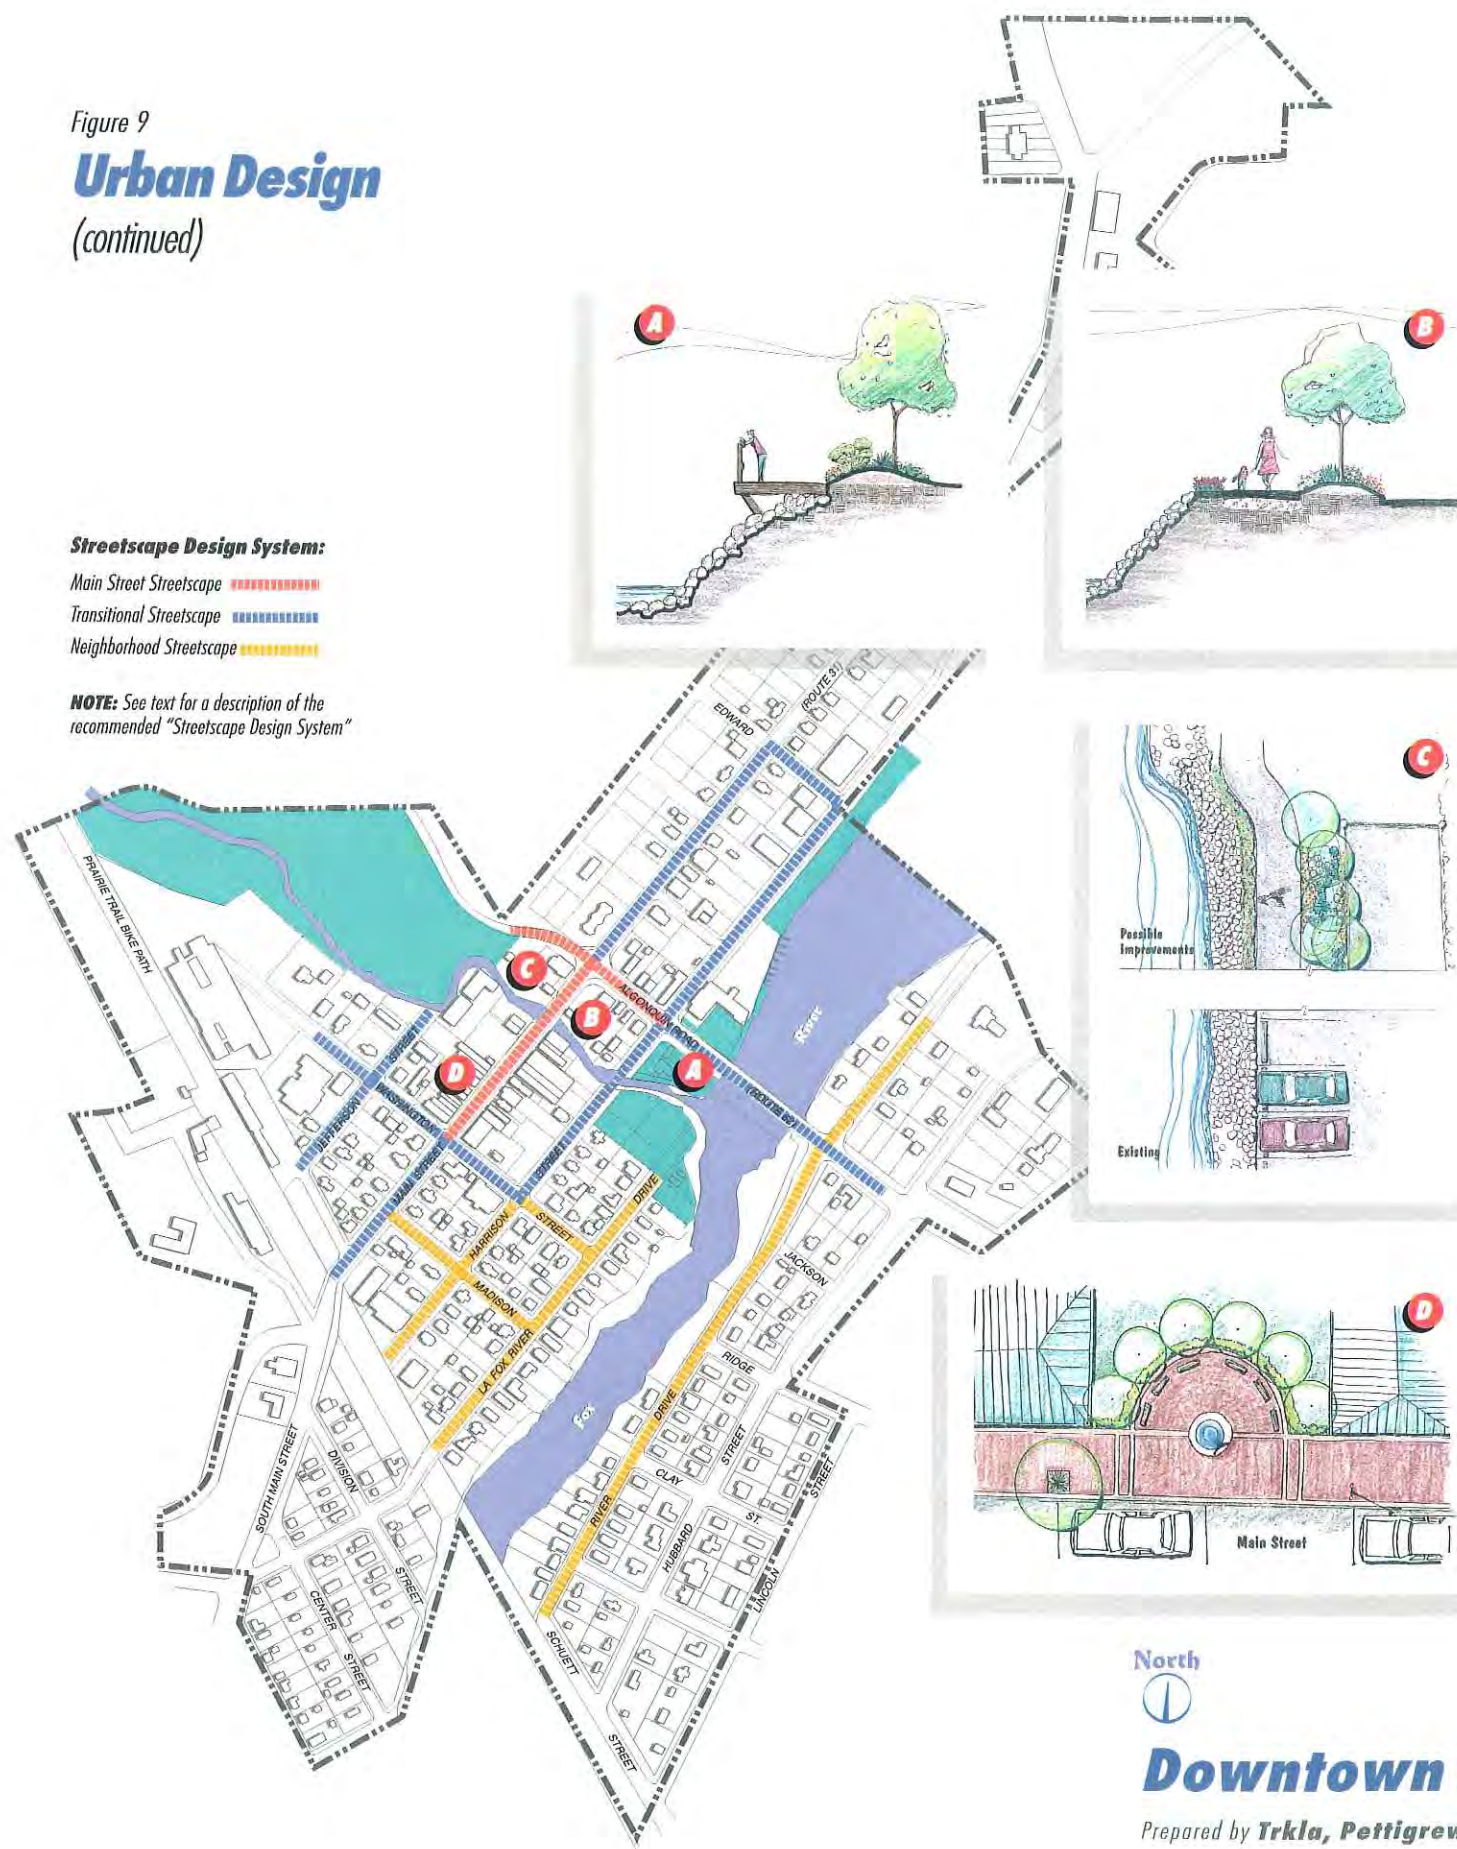 Figure 9
Urban Design
(continued)
A
B
Streetscape Design System:
Main Street Streetscape
Transitional Streetscape
Neighborhood Streetscape
NOTE: See text for a description of the
recommended "Streetscape Design System"
EDWARD
(ROUTE 31)
C
Possible
Improvements
Existing
PRAIRIE TRAIL BIKE PATH
C
B
ALGONQUIN ROAD
A
(ROUTE 62)
River
D
STREET
JEFFERSON
WASHINGTON
MAIN STREET
STREET
HARRISON
STREET
DRIVE
MADISON
LA FOX RIVER
JACKSON
RIDGE
DRIVE
STREET
Fox
CLAY
ST.
STREET
RIVER
HUBBARD
LINCOLN
SOUTH MAIN STREET
DIVISION
STREET
CENTER
STREET
SCHUETT
STREET
D
Main Street
North
Downtown
Prepared by Trkla, Pettigrew